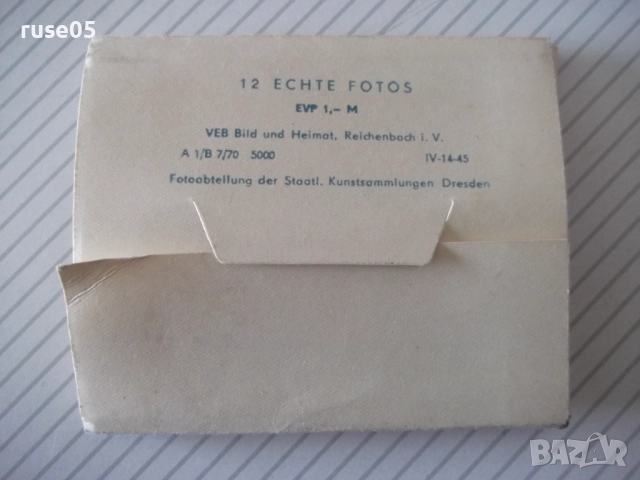 ruse05
12 ECHTE FOTOS
EVP 1,– M
VEB Bild und Heimat, Reichenbach i. V.
A 1/B 7/70 5000 IV-14-45
Fotoabteilung der Staatl. Kunstsammlungen Dresden
BAZAR